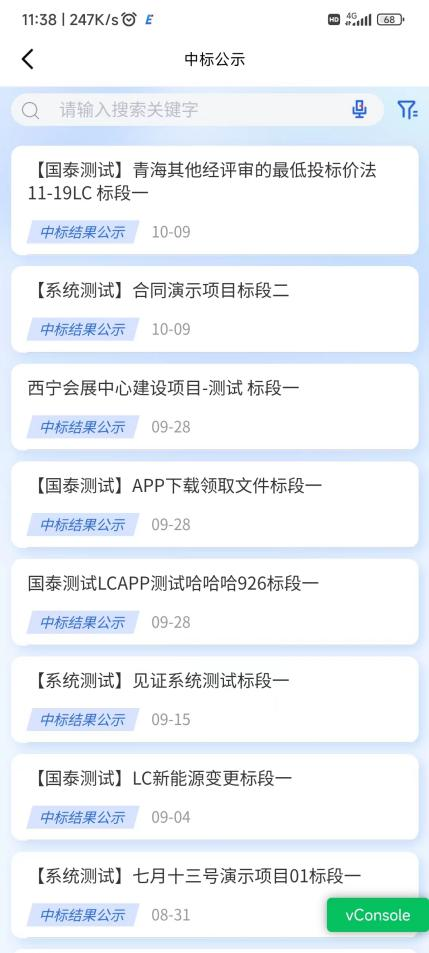 11:38 | 247K/s
HD 4G 68
中标公示
请输入搜索关键字
【国泰测试】青海其他经评审的最低投标价法
11-19LC 标段一
中标结果公示 10-09
【系统测试】合同演示项目标段二
中标结果公示 10-09
西宁会展中心建设项目-测试 标段一
中标结果公示 09-28
【国泰测试】APP下载领取文件标段一
中标结果公示 09-28
国泰测试LCAPP测试哈哈哈926标段一
中标结果公示 09-28
【系统测试】见证系统测试标段一
中标结果公示 09-15
【国泰测试】LC新能源变更标段一
中标结果公示 09-04
【系统测试】七月十三号演示项目01标段一
中标结果公示 08-31
vConsole